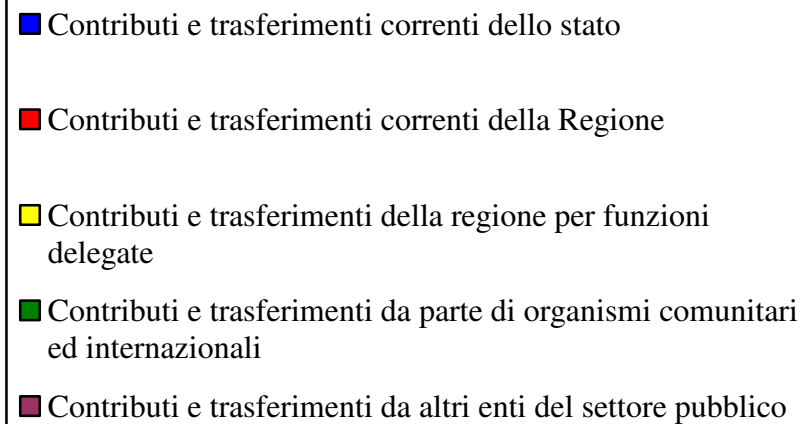 Contributi e trasferimenti correnti dello stato
Contributi e trasferimenti correnti della Regione
Contributi e trasferimenti della regione per funzioni
delegate
Contributi e trasferimenti da parte di organismi comunitari
ed internazionali
Contributi e trasferimenti da altri enti del settore pubblico